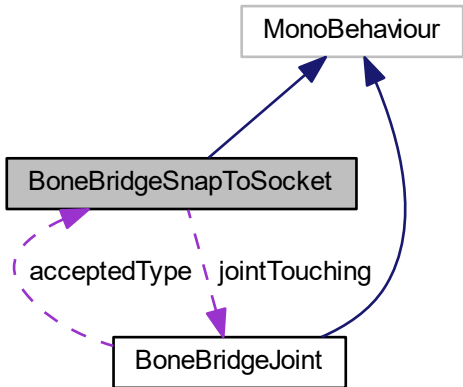 MonoBehaviour
BoneBridgeSnapToSocket
acceptedType
jointTouching
BoneBridgeJoint